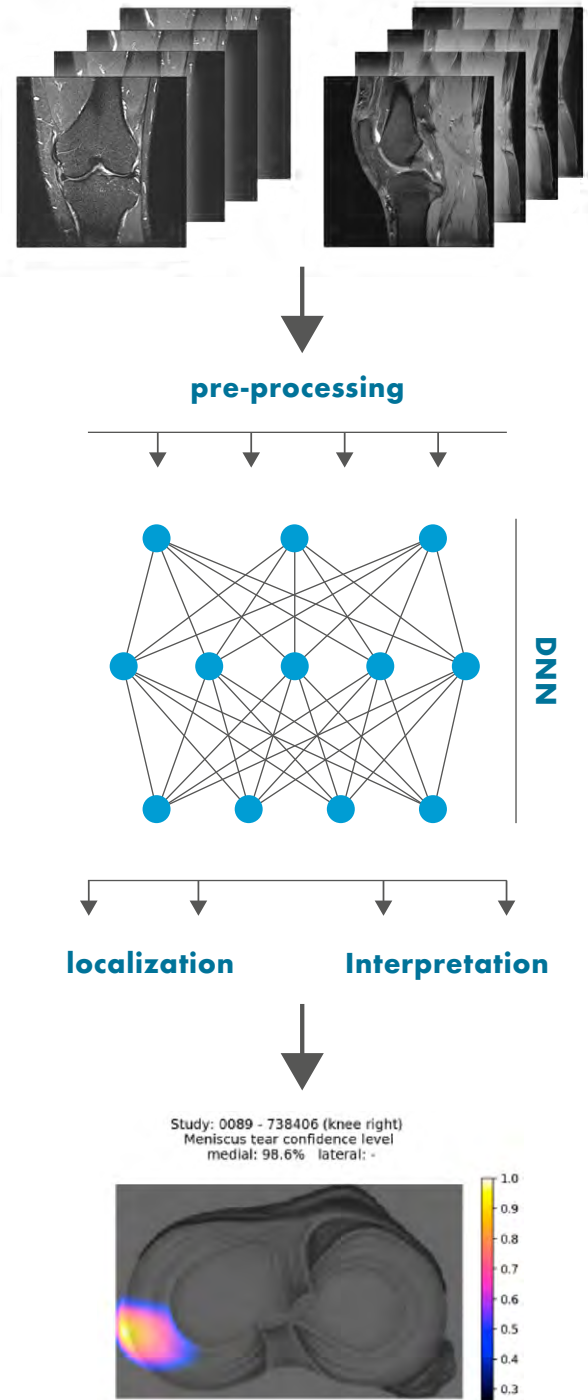 pre-processing
DNN
localization
Interpretation
Study: 0089 - 738406 (knee right)
Meniscus tear confidence level
medial: 98.6%   lateral: -
1.0
0.9
0.8
0.7
0.6
0.5
0.4
0.3